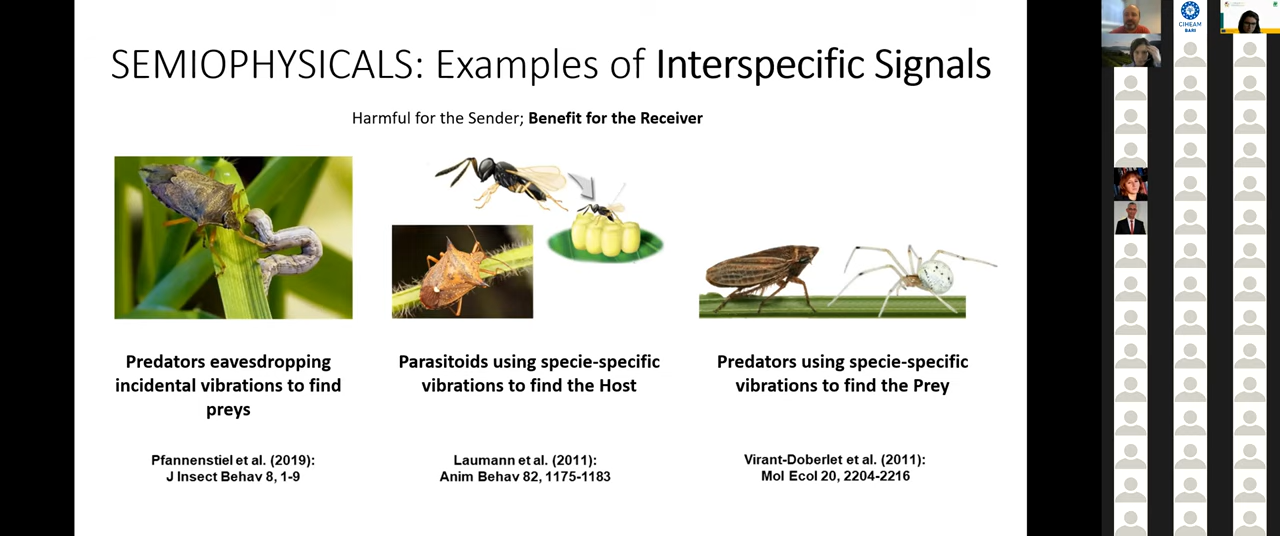 SEMIOPHYSICALS: Examples of Interspecific Signals
Harmful for the Sender; Benefit for the Receiver
Predators eavesdropping
incidental vibrations to find
preys
Pfannenstiel et al. (2019):
J Insect Behav 8, 1-9
Parasitoids using specie-specific
vibrations to find the Host
Laumann et al. (2011):
Anim Behav 82, 1175-1183
Predators using specie-specific
vibrations to find the Prey
Virant-Doberlet et al. (2011):
Mol Ecol 20, 2204-2216
CIHEAM
BARI